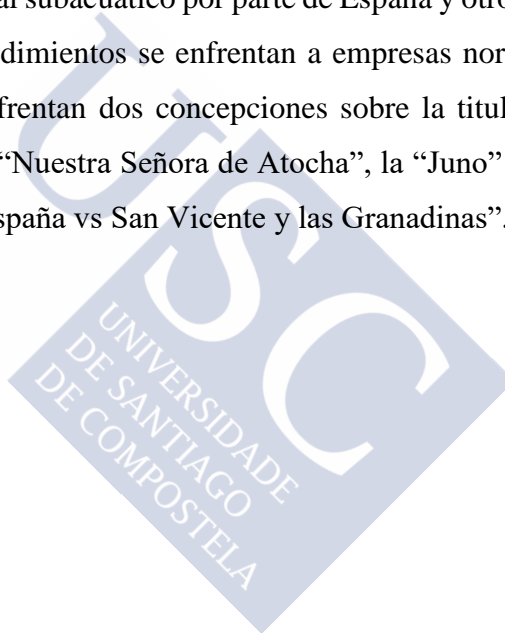 al subacuático por parte de España y otro
dimientos se enfrentan a empresas nor
frentan dos concepciones sobre la titul
“Nuestra Señora de Atocha”, la “Juno”
spaña vs San Vicente y las Granadinas”.
USC
UNIVERSIDADE
DE SANTIAGO
DE COMPOSTELA